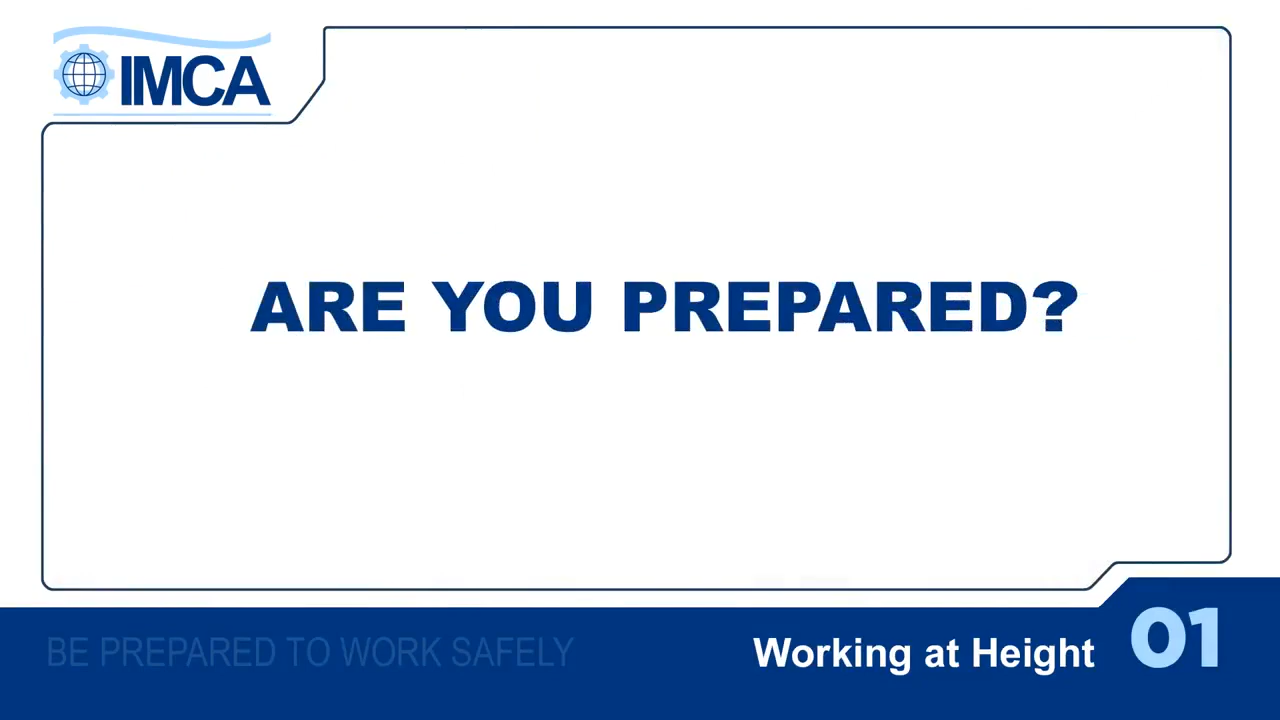 IMCA
ARE YOU PREPARED?
BE PREPARED TO WORK SAFELY
Working at Height
01